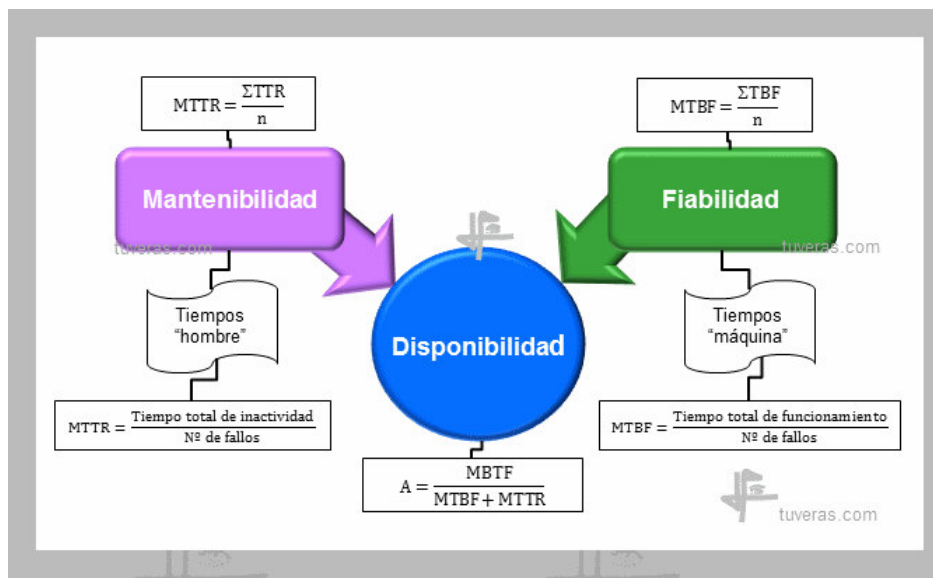 MTTR = ΣTTR / n
MTBF = ΣTBF / n
Mantenibilidad
Fiabilidad
tuveras.com
tuveras.com
Tiempos
“hombre”
Disponibilidad
Tiempos
“máquina”
MTTR = Tiempo total de inactividad / Nº de fallos
MTBF = Tiempo total de funcionamiento / Nº de fallos
A = MBTF / MTBF + MTTR
tuveras.com